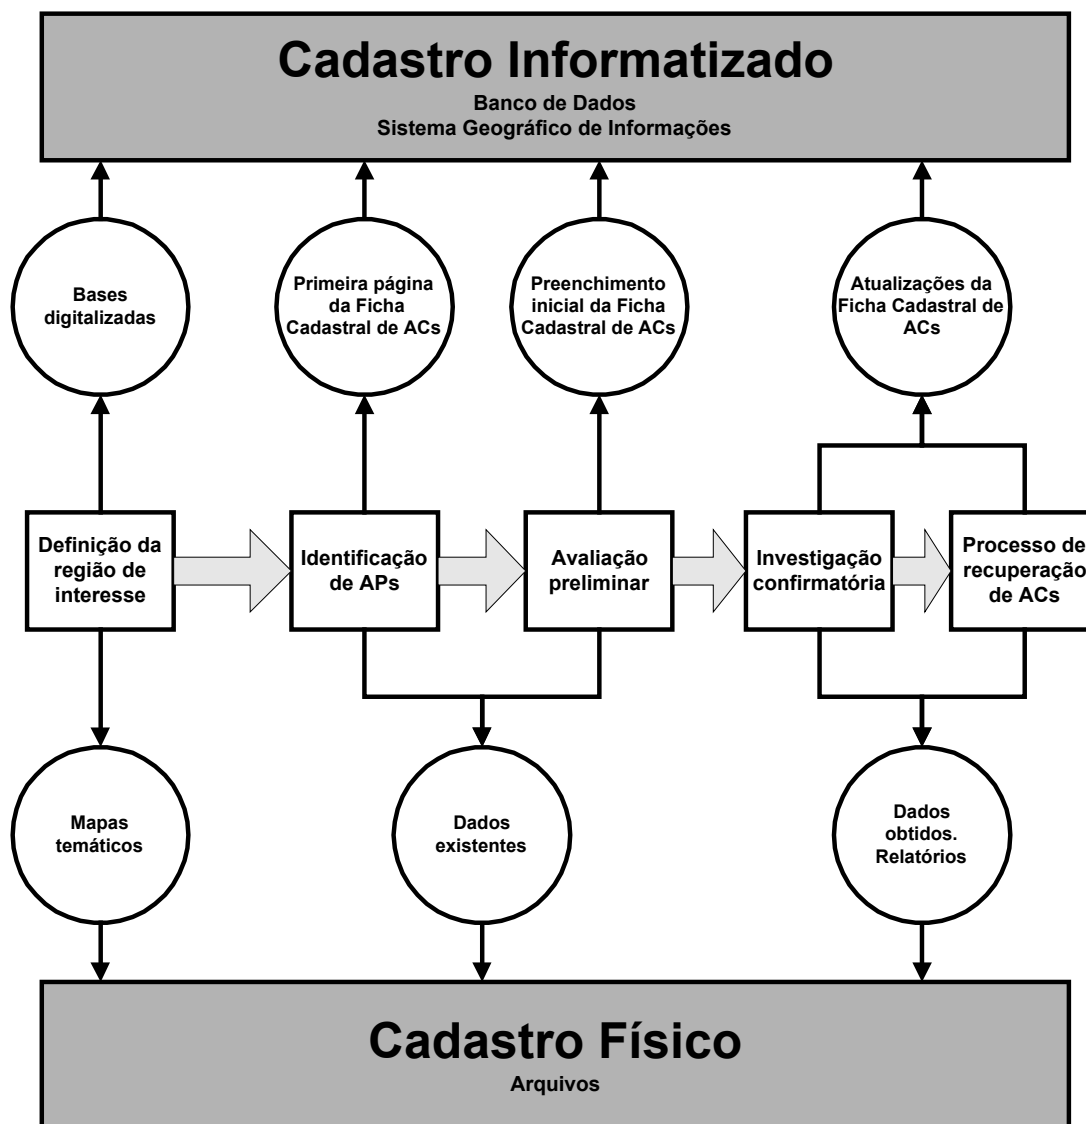 Cadastro Informatizado
Banco de Dados
Sistema Geográfico de Informações
Bases
digitalizadas
Primeira página
da Ficha
Cadastral de ACs
Preenchimento
inicial da Ficha
Cadastral de ACs
Atualizações da
Ficha Cadastral de
ACs
Definição da
região de
interesse
Identificação
de APs
Avaliação
preliminar
Investigação
confirmatória
Processo de
recuperação
de ACs
Mapas
temáticos
Dados
existentes
Dados
obtidos.
Relatórios
Cadastro Físico
Arquivos